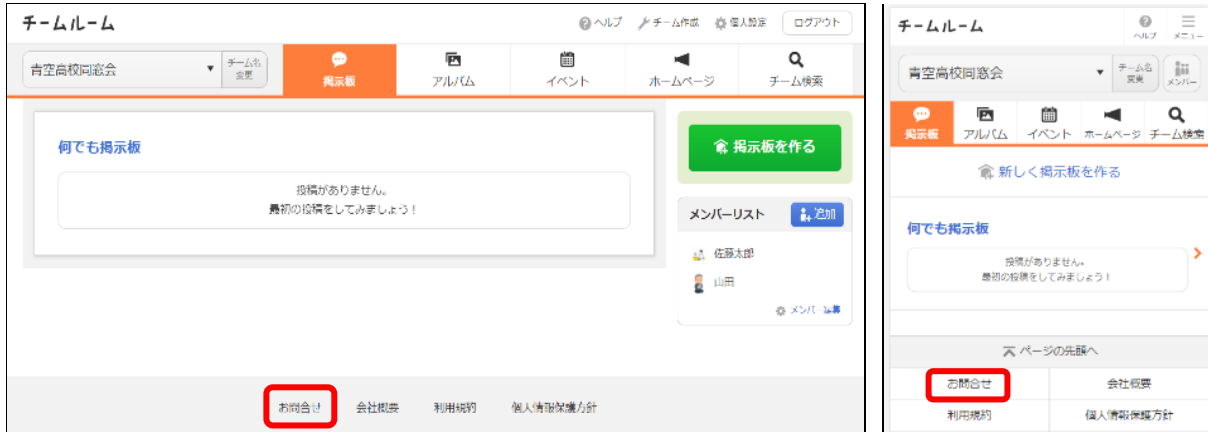 チームルーム
ヘルプ チーム作成 個人設定 ログアウト
青空高校同窓会 ▼ チーム名変更
掲示板 アルバム イベント ホームページ チーム検索
何でも掲示板
投稿がありません。
最初の投稿をしてみましょう!
掲示板を作る
メンバーリスト 追加
佐藤太郎
山田
メンバー編集
お問合せ 会社概要 利用規約 個人情報保護方針
チームルーム
ヘルプ メニュー
青空高校同窓会 ▼ チーム名変更 メンバー
掲示板 アルバム イベント ホームページ チーム検索
新しく掲示板を作る
何でも掲示板
投稿がありません。
最初の投稿をしてみましょう!
ページの先頭へ
お問合せ 会社概要
利用規約 個人情報保護方針